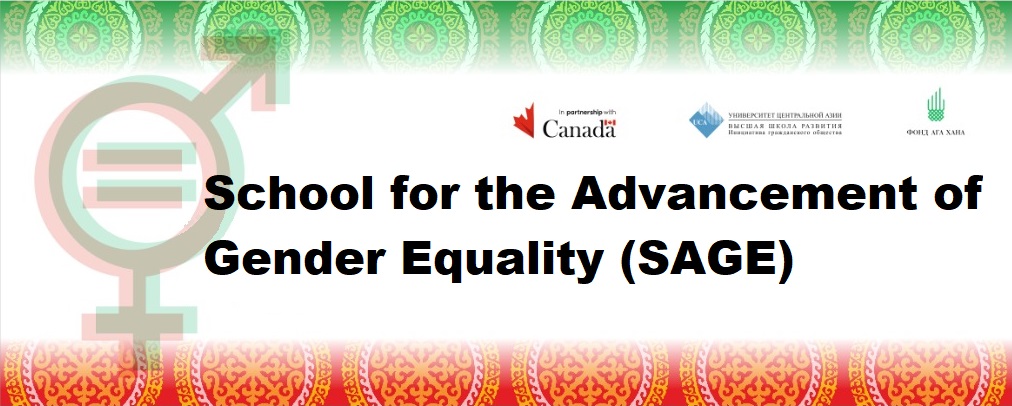 In partnership with
Canada
UCA
УНИВЕРСИТЕТ ЦЕНТРАЛЬНОЙ АЗИИ
ВЫСШАЯ ШКОЛА РАЗВИТИЯ
Инициатива гражданского общества
ФОНД АГА ХАНА
School for the Advancement of
Gender Equality (SAGE)